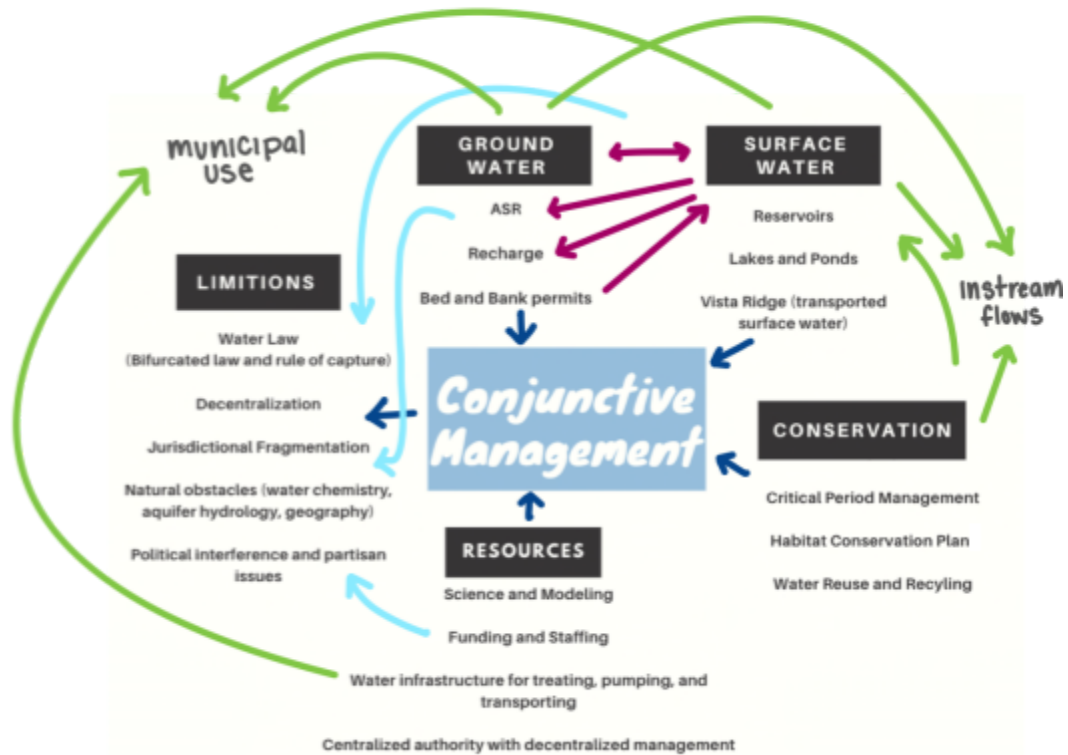 municipal
use
GROUND
WATER
SURFACE
WATER
ASR
Recharge
Bed and Bank permits
Reservoirs
Lakes and Ponds
Vista Ridge (transported
surface water)
Instream
flows
LIMITIONS
Water Law
(Bifurcated law and rule of capture)
Decentralization
Jurisdictional Fragmentation
Natural obstacles (water chemistry,
aquifer hydrology, geography)
Political interference and partisan
issues
Conjunctive
Management
CONSERVATION
Critical Period Management
Habitat Conservation Plan
Water Reuse and Recyling
RESOURCES
Science and Modeling
Funding and Staffing
Water infrastructure for treating, pumping, and
transporting
Centralized authority with decentralized management